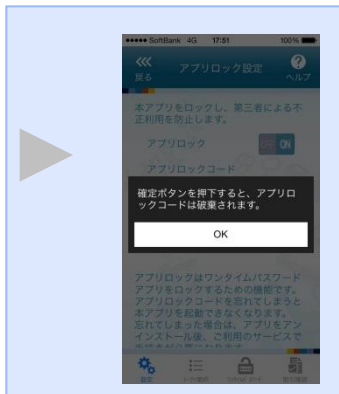 SoftBank 4G 17:51 100%
戻る アプリロック設定 ヘルプ
本アプリをロックし、第三者による不
正利用を防止します。
アプリロック ON
アプリロックコード
確定ボタンを押下すると、アプリロ
ックコードは破棄されます。
OK
アプリロックはワンタイムパスワード
アプリをロックするための機能です。
アプリロックコードを忘れてしまうと
本アプリを起動できなくなります。
忘れてしまった場合は、アプリをアン
インストール後、ご利用のサービスで
設定